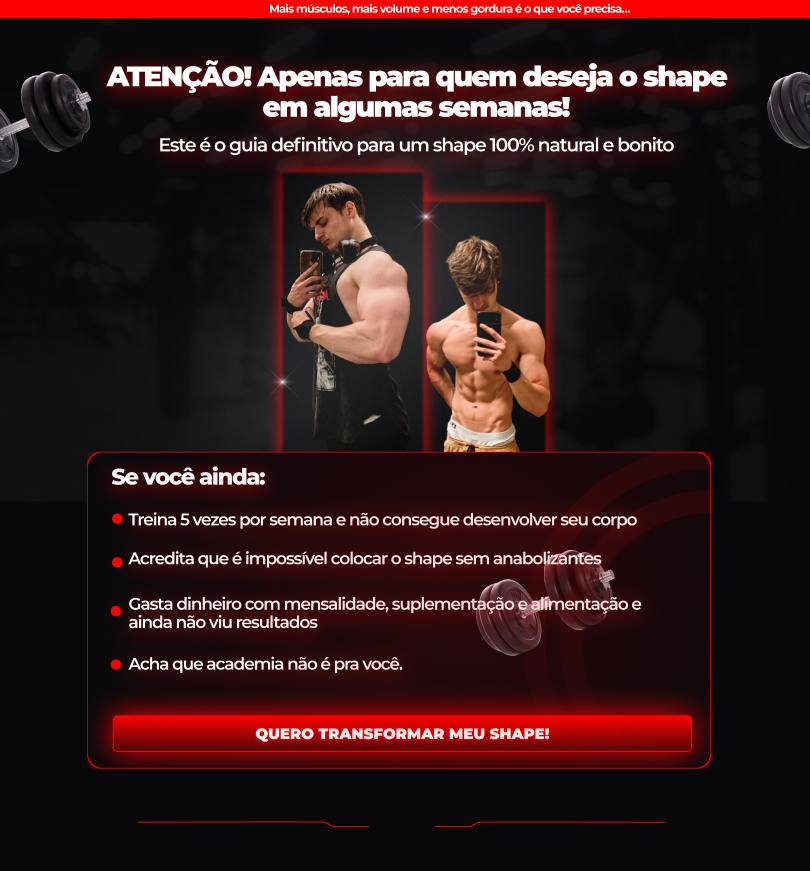 Mais músculos, mais volume e menos gordura é o que você precisa...
ATENÇÃO! Apenas para quem deseja o shape
em algumas semanas!
Este é o guia definitivo para um shape 100% natural e bonito
Se você ainda:
Treina 5 vezes por semana e não consegue desenvolver seu corpo
Acredita que é impossível colocar o shape sem anabolizantes
Gasta dinheiro com mensalidade, suplementação e alimentação e
ainda não viu resultados
Acha que academia não é pra você.
QUERO TRANSFORMAR MEU SHAPE!